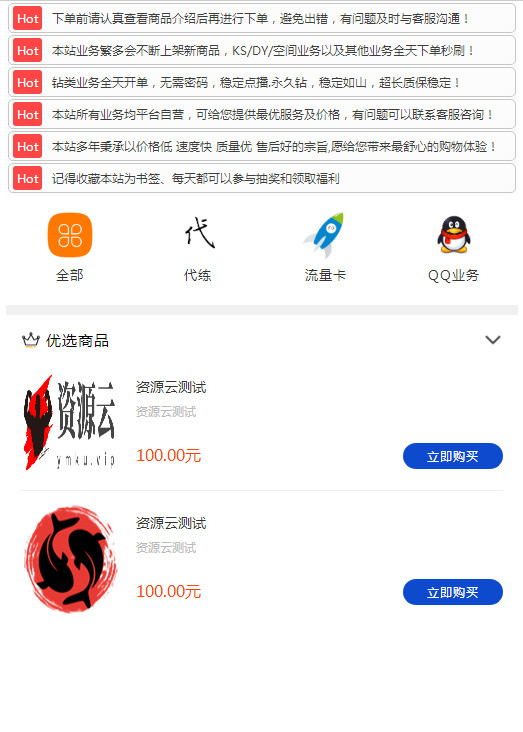 Hot 下单前请认真查看商品介绍后再进行下单，避免出错，有问题及时与客服沟通！
Hot 本站业务繁多会不断上架新商品，KS/DY/空间业务以及其他业务全天下单秒刷！
Hot 钻类业务全天开单，无需密码，稳定点播.永久钻，稳定如山，超长质保稳定！
Hot 本站所有业务均平台自营，可给您提供最优服务及价格，有问题可以联系客服咨询！
Hot 本站多年秉承以价格低 速度快 质量优 售后好的宗旨,愿给您带来最舒心的购物体验！
Hot 记得收藏本站为书签、每天都可以参与抽奖和领取福利
代
全部 代练 流量卡 QQ业务
优选商品
资源云
ymxu.vip
资源云测试
资源云测试
100.00元 立即购买
资源云测试
资源云测试
100.00元 立即购买